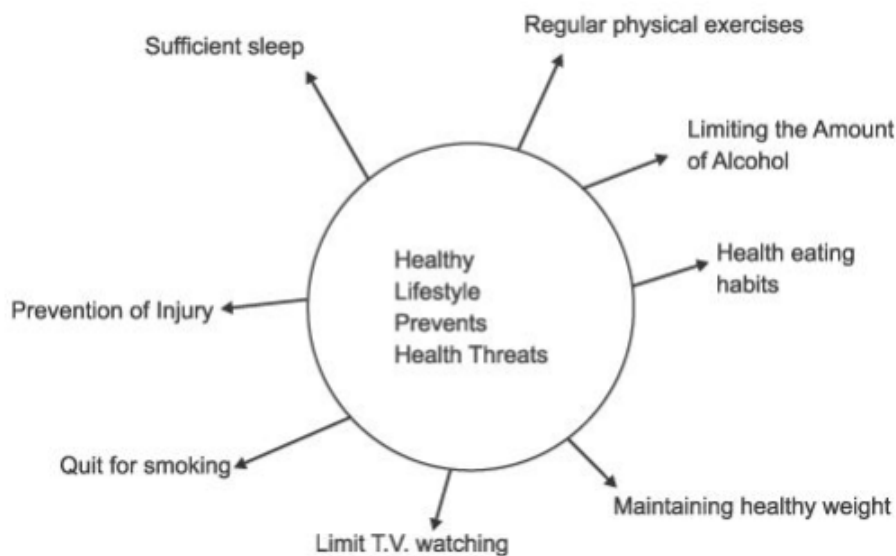 Sufficient sleep
Regular physical exercises
Limiting the Amount
of Alcohol
Health eating
habits
Healthy
Lifestyle
Prevents
Health Threats
Prevention of Injury
Quit for smoking
Maintaining healthy weight
Limit T.V. watching